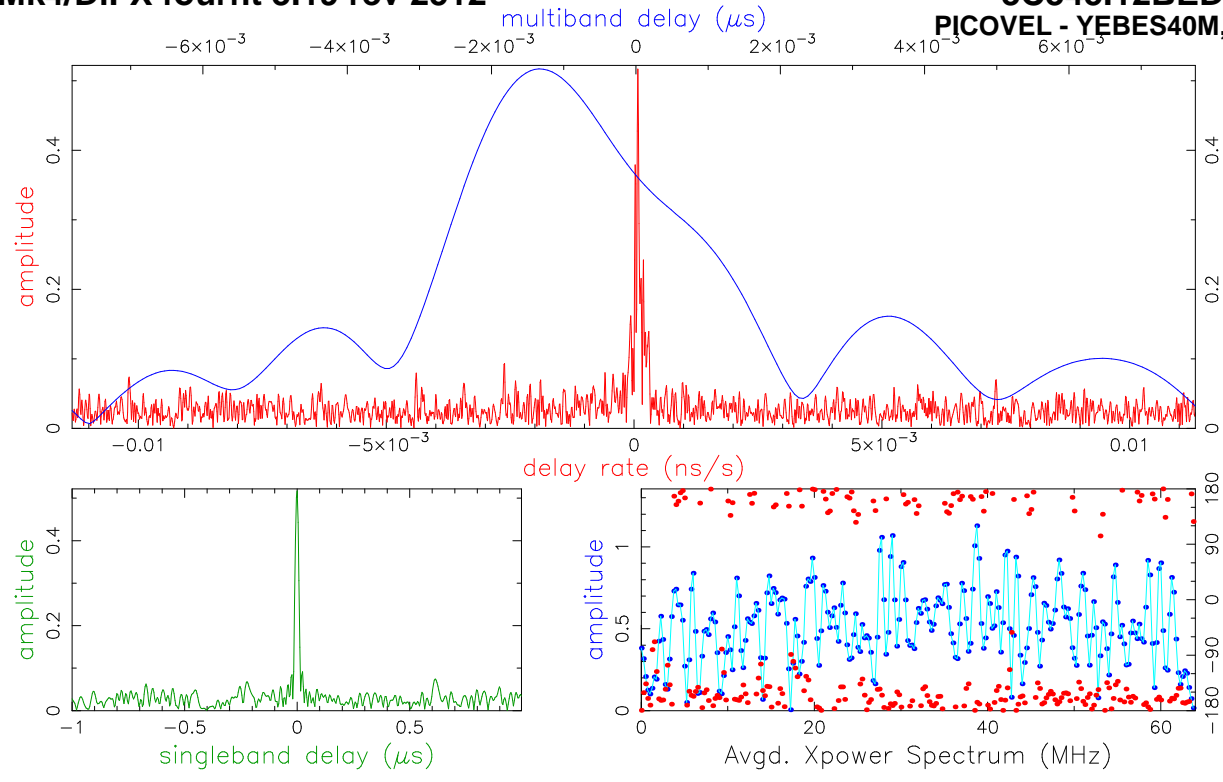 Mk4/DiFX fourfit rev
PICOVEL - YEBES40M,
multiband delay (μs)
−6×10⁻³ −4×10⁻³ −2×10⁻³ 0 2×10⁻³ 4×10⁻³ 6×10⁻³
amplitude
0 0.2 0.4
0 0.2 0.4
−0.01 −5×10⁻³ 0 5×10⁻³ 0.01
delay rate (ns/s)
amplitude
0 0.2 0.4
−1 −0.5 0 0.5
singleband delay (μs)
amplitude
0 0.5 1
−180 −90 0 90 180
0 20 40 60
Avgd. Xpower Spectrum (MHz)